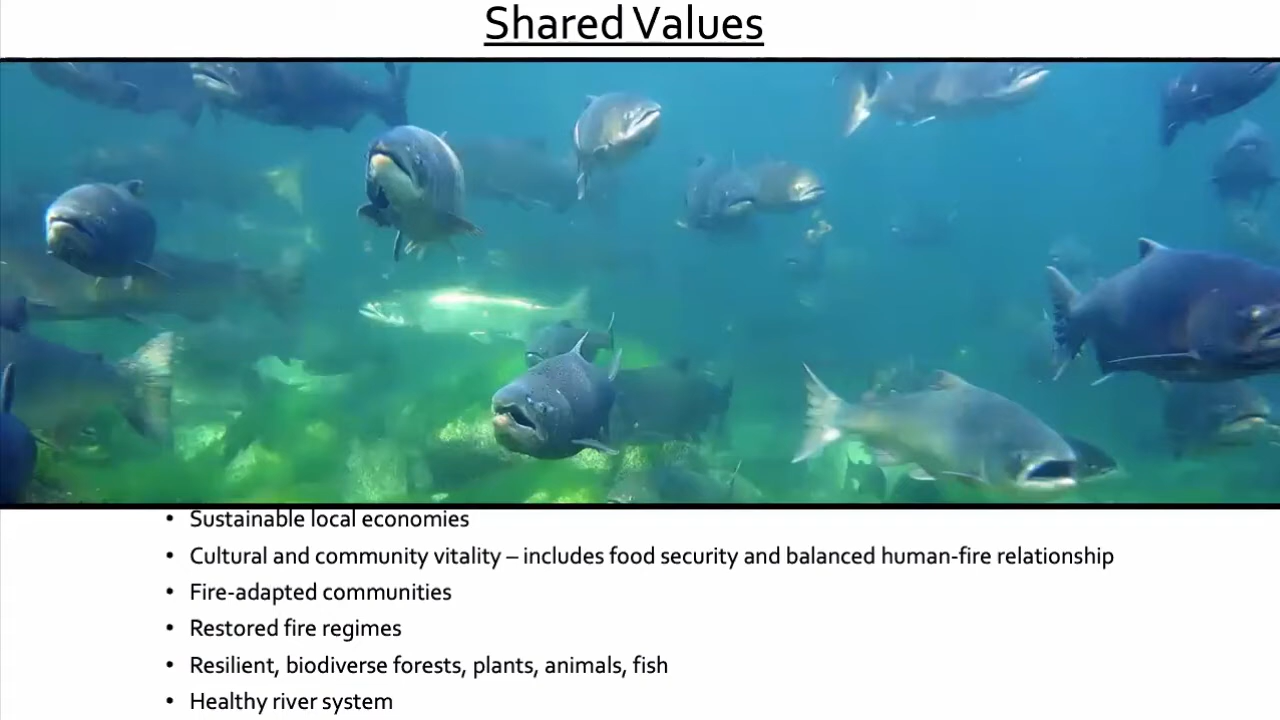 Shared Values
• Sustainable local economies
• Cultural and community vitality – includes food security and balanced human-fire relationship
• Fire-adapted communities
• Restored fire regimes
• Resilient, biodiverse forests, plants, animals, fish
• Healthy river system